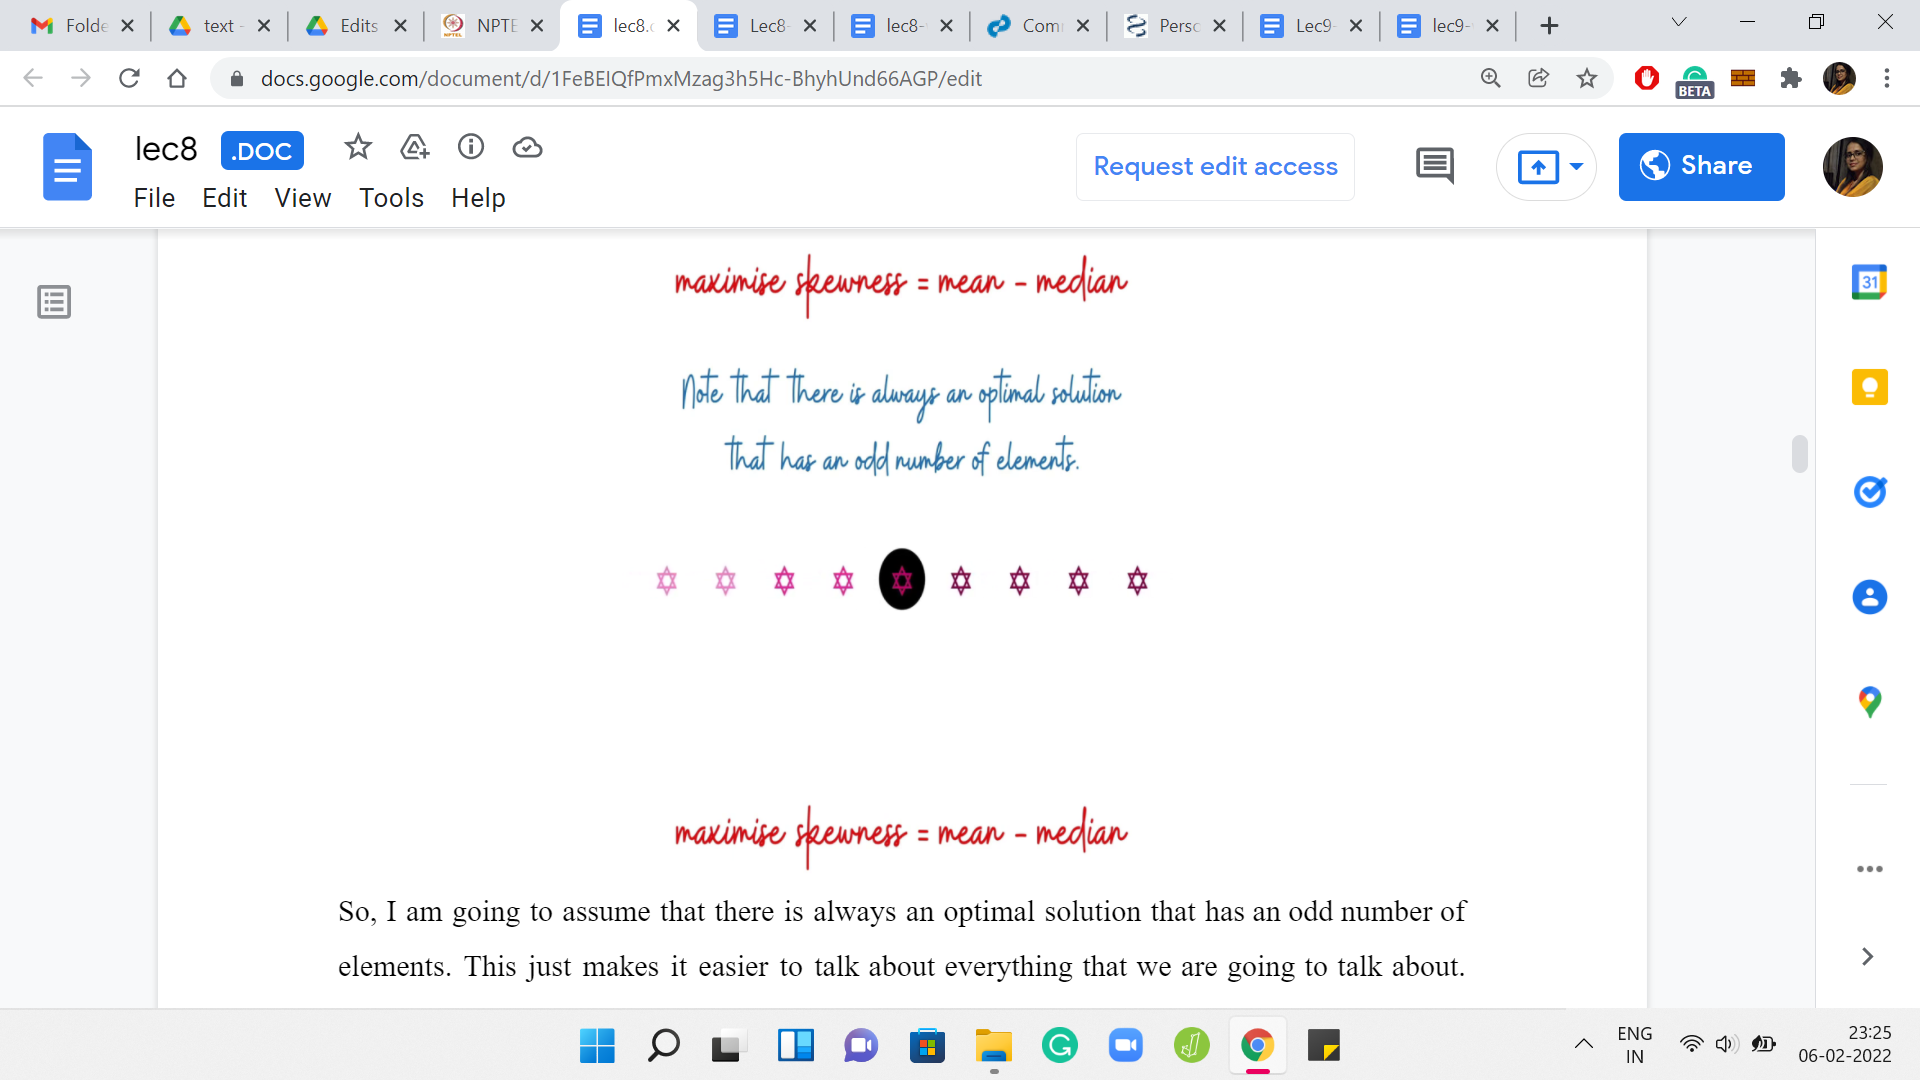 Folde
text -
Edits
NPTE
lec8.
Lec8-
lec8-
Com
Perso
Lec9-
lec9-
docs.google.com/document/d/1FeBEIQfPmxMzag3h5Hc-BhyhUnd66AGP/edit
BETA
lec8 .DOC
File Edit View Tools Help
Request edit access
Share
31
maximise skewness = mean - median
Note that there is always an optimal solution
that has an odd number of elements.
maximise skewness = mean - median
So, I am going to assume that there is always an optimal solution that has an odd number of
elements. This just makes it easier to talk about everything that we are going to talk about.
ENG
IN
23:25
06-02-2022